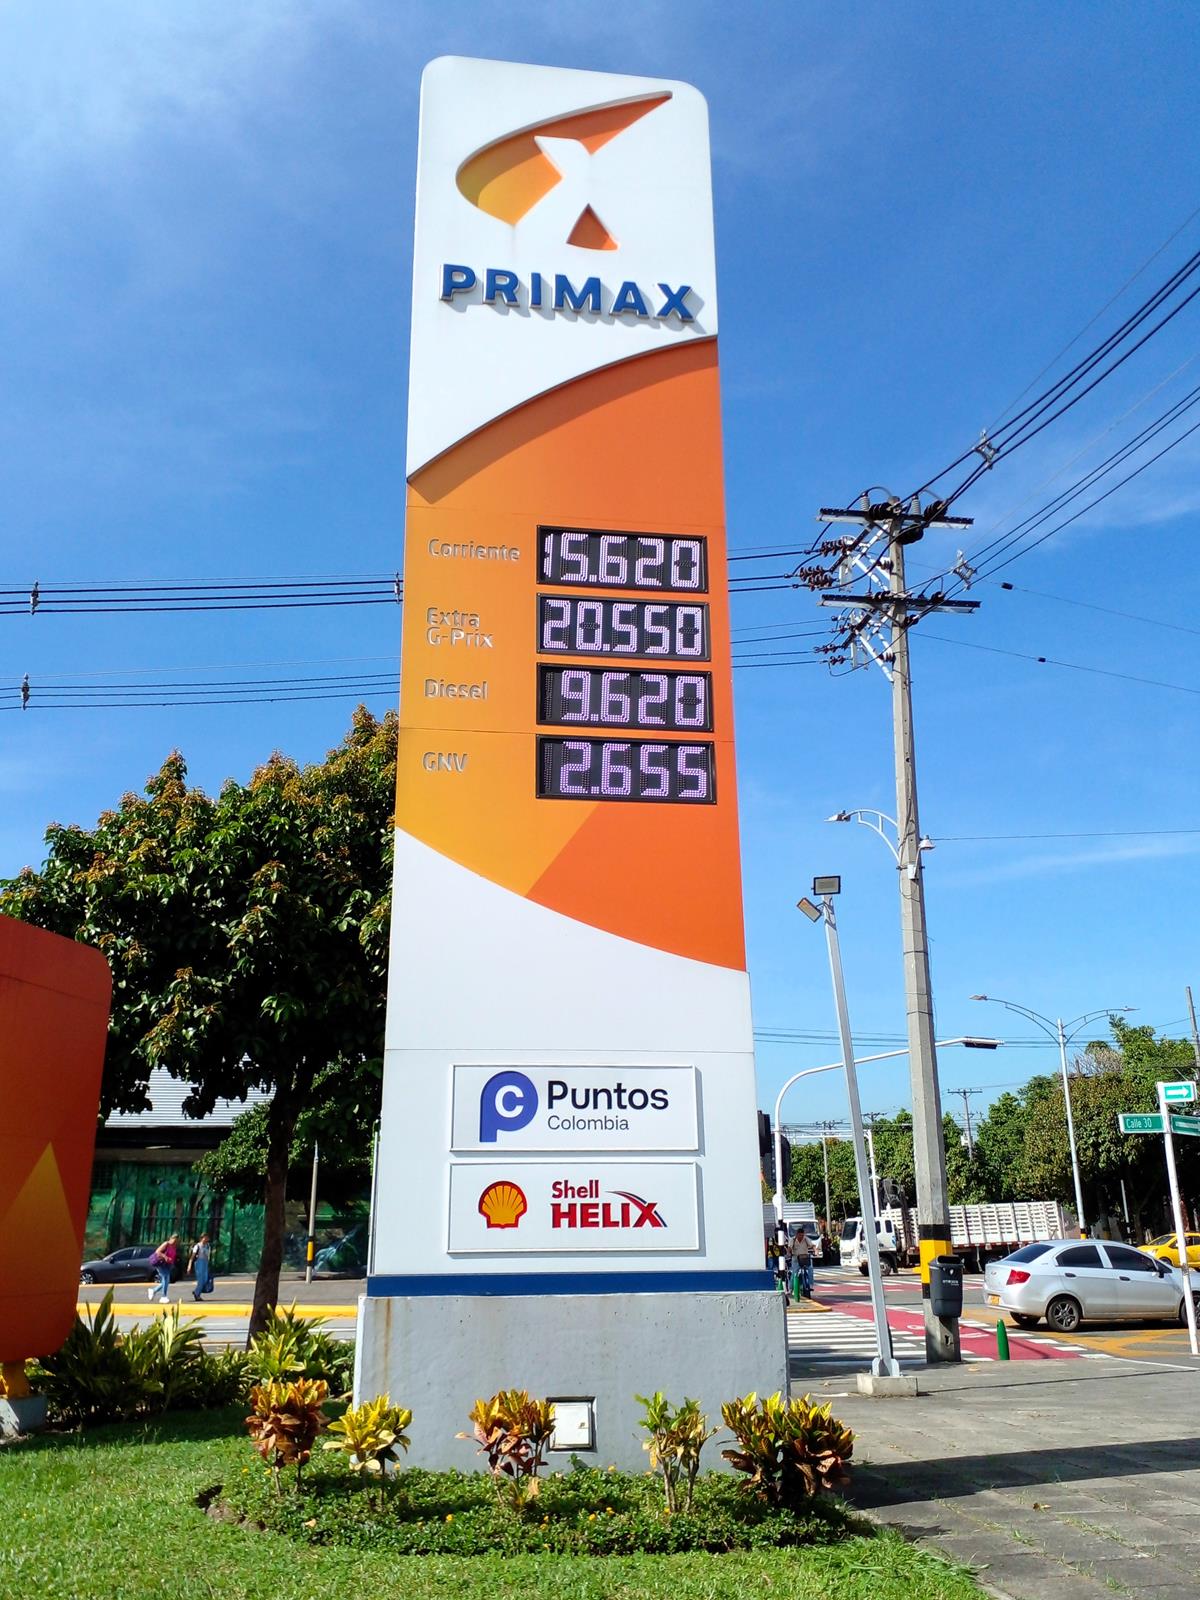 PRIMAX
Corriente 15.620
Extra
G-Prix 20.550
Diesel 9.620
GNV 2.655
Puntos
Colombia
Shell
HELIX
Calle 30